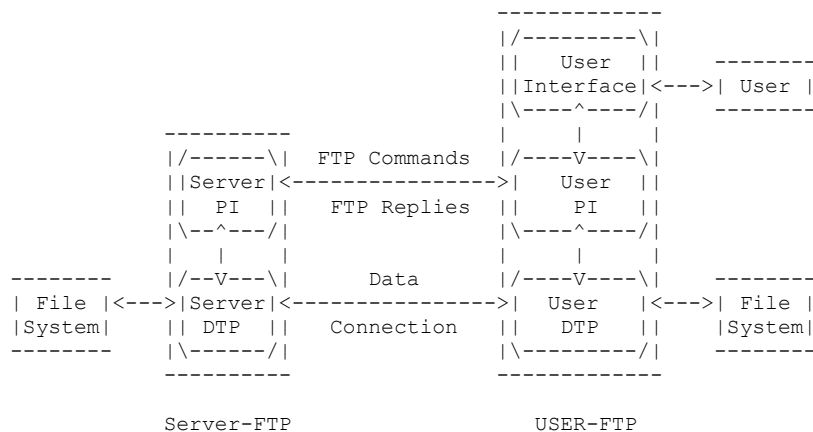 -------------
                                            |/---------\|
                                            ||   User  ||    --------
                                            ||Interface|<--->| User |
                                            |\----^----/|    --------
                  ----------                |     |     |
                  |/------\|  FTP Commands  |/----V----\|
                  ||Server|<---------------->|   User  ||
                  ||  PI  ||   FTP Replies  ||    PI   ||
                  |\--^---/|                |\----^----/|
                  |   |    |                |     |     |
    --------      |/--V---\|      Data      |/----V----\|    --------
    | File |<--->|Server|<---------------->|  User   |<--->| File |
    |System|    || DTP  ||   Connection   ||   DTP   ||    |System|
    --------    |\------/|                |\---------/|    --------
                ----------                -------------

                Server-FTP                   USER-FTP